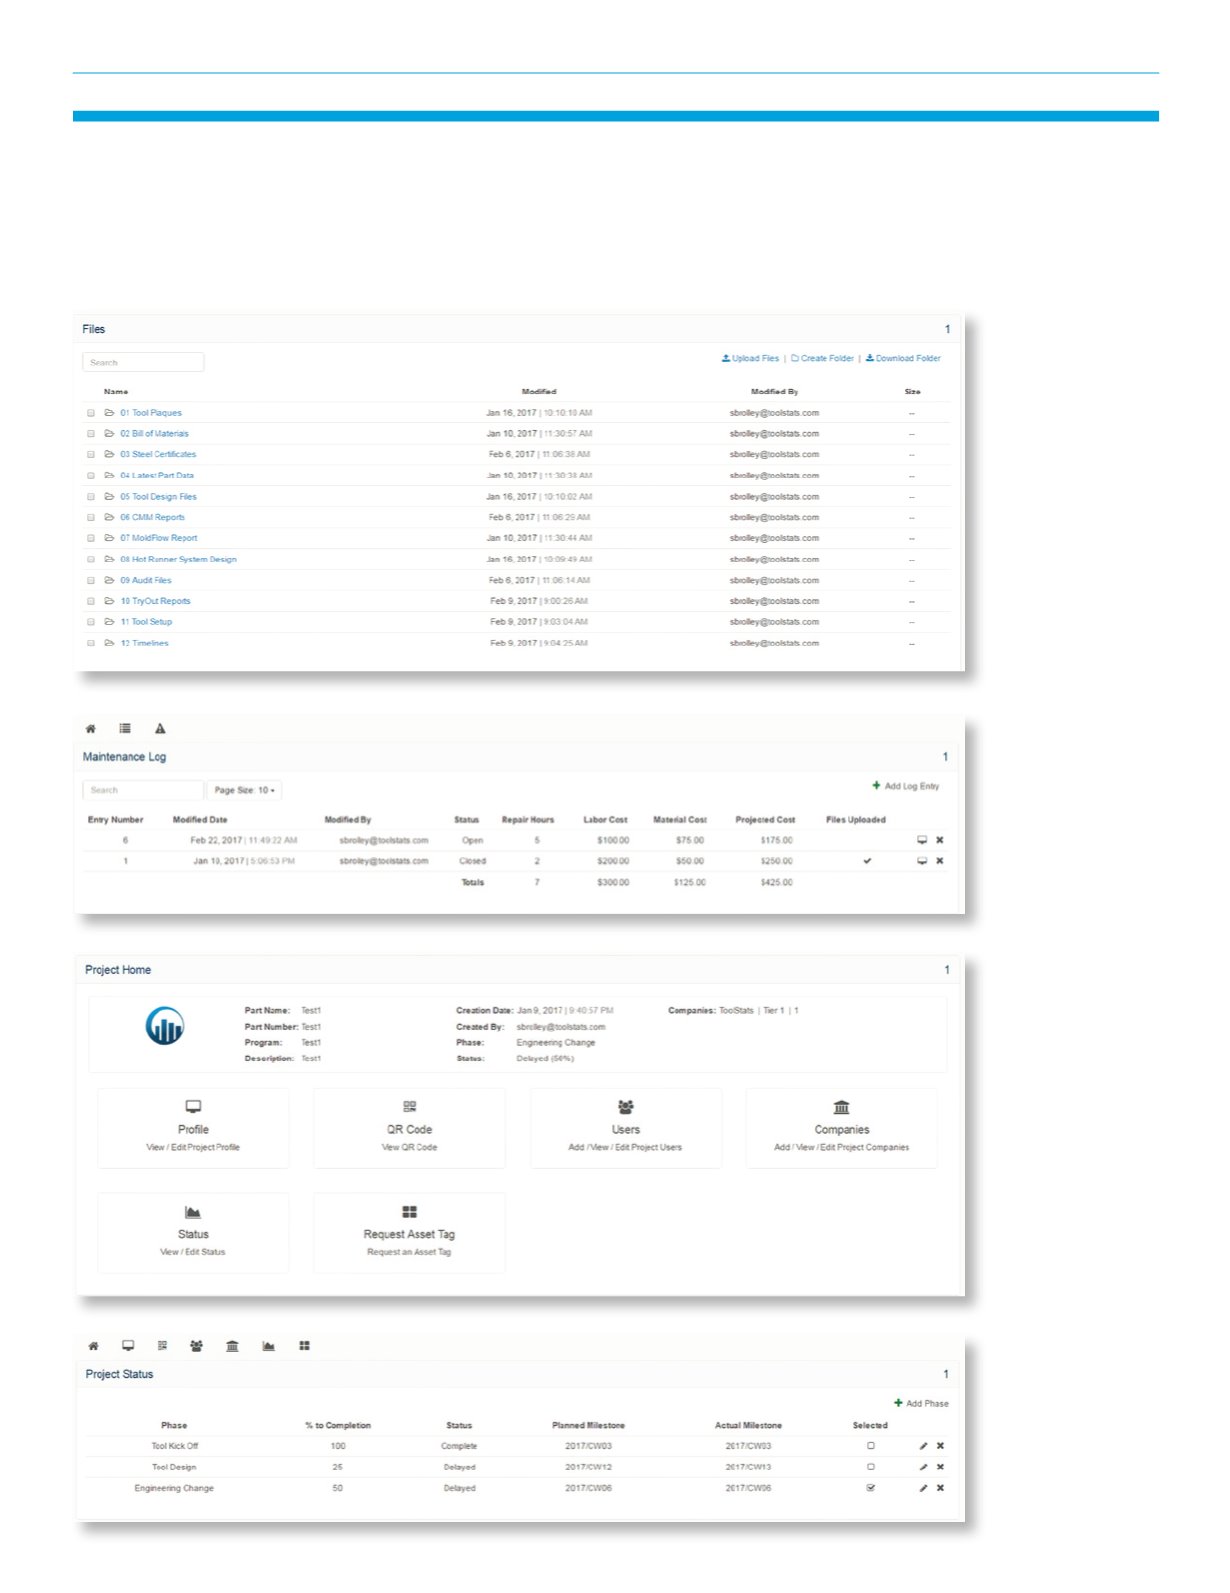 Files 1
Search Upload Files | Create Folder | Download Folder
Name Modified Modified By Size
01 Tool Plaques Jan 16, 2017 | 10:10:18 AM sbrolley@toolstats.com --
02 Bill of Materials Jan 10, 2017 | 11:30:57 AM sbrolley@toolstats.com --
03 Steel Certificates Feb 6, 2017 | 11:06:38 AM sbrolley@toolstats.com --
04 Latest Part Data Jan 10, 2017 | 11:30:38 AM sbrolley@toolstats.com --
05 Tool Design Files Jan 16, 2017 | 10:10:02 AM sbrolley@toolstats.com --
06 CMM Reports Feb 6, 2017 | 11:06:29 AM sbrolley@toolstats.com --
07 MoldFlow Report Jan 10, 2017 | 11:30:44 AM sbrolley@toolstats.com --
08 Hot Runner System Design Jan 16, 2017 | 10:09:49 AM sbrolley@toolstats.com --
09 Audit Files Feb 6, 2017 | 11:06:14 AM sbrolley@toolstats.com --
10 TryOut Reports Feb 9, 2017 | 9:00:26 AM sbrolley@toolstats.com --
11 Tool Setup Feb 9, 2017 | 9:03:04 AM sbrolley@toolstats.com --
12 Timelines Feb 9, 2017 | 9:04:25 AM sbrolley@toolstats.com --
Maintenance Log 1
Search Page Size: 10 Add Log Entry
Entry Number Modified Date Modified By Status Repair Hours Labor Cost Material Cost Projected Cost Files Uploaded
6 Feb 22, 2017 | 11:49:22 AM sbrolley@toolstats.com Open 5 $100.00 $75.00 $175.00
1 Jan 10, 2017 | 5:06:53 PM sbrolley@toolstats.com Closed 2 $200.00 $50.00 $250.00
Totals 7 $300.00 $125.00 $425.00
Project Home 1
Part Name: Test1 Creation Date: Jan 9, 2017 | 9:40:57 PM Companies: ToolStats | Tier 1 | 1
Part Number: Test1 Created By: sbrolley@toolstats.com
Program: Test1 Phase: Engineering Change
Description: Test1 Status: Delayed (50%)
Profile QR Code Users Companies
View / Edit Project Profile View QR Code Add / View / Edit Project Users Add / View / Edit Project Companies
Status Request Asset Tag
View / Edit Status Request an Asset Tag
Project Status 1
Add Phase
Phase % to Completion Status Planned Milestone Actual Milestone Selected
Tool Kick Off 100 Complete 2017/CW03 2017/CW03
Tool Design 25 Delayed 2017/CW12 2017/CW13
Engineering Change 50 Delayed 2017/CW06 2017/CW06